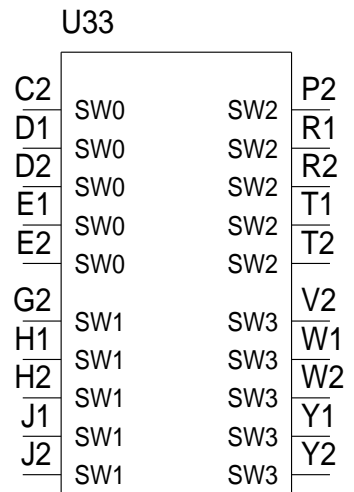 U33
C2 SW0 SW2 P2
D1 SW0 SW2 R1
D2 SW0 SW2 R2
E1 SW0 SW2 T1
E2 SW0 SW2 T2
G2 SW1 SW3 V2
H1 SW1 SW3 W1
H2 SW1 SW3 W2
J1 SW1 SW3 Y1
J2 SW1 SW3 Y2